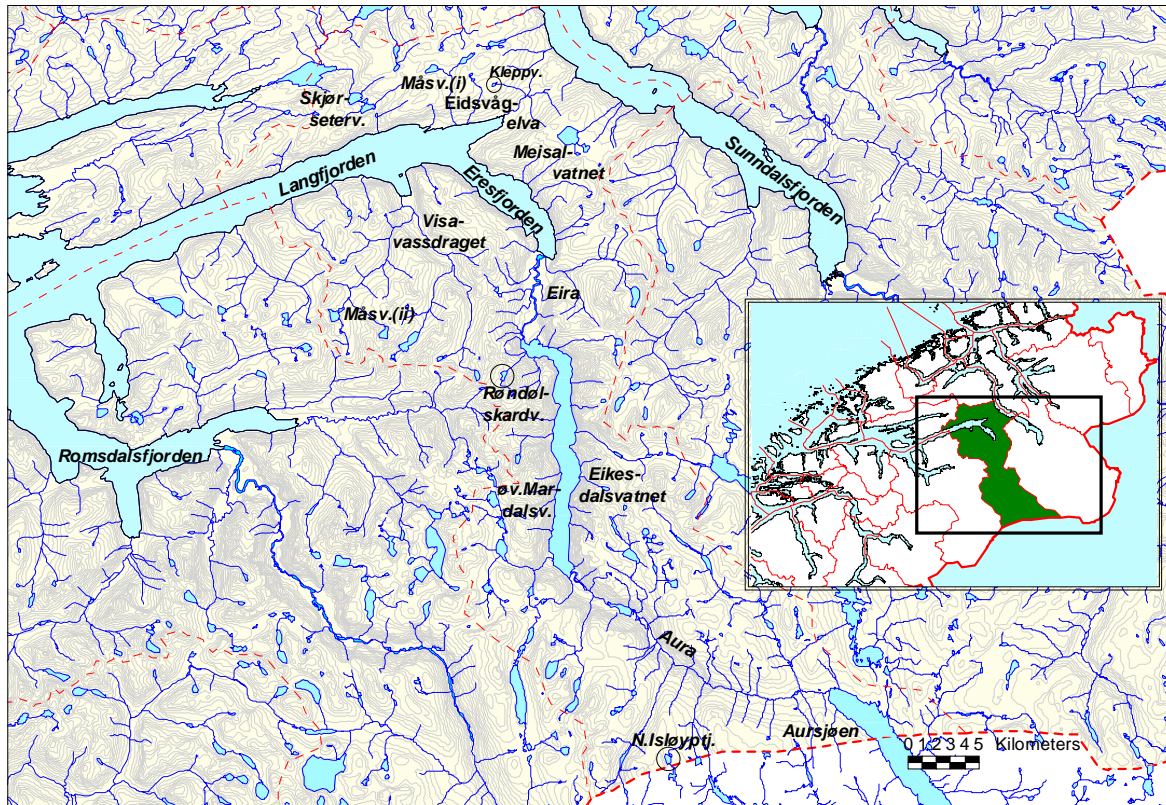 Kleppv.
Måsv.(i)
Eidsvåg-
elva
Skjør-
seterv.
Meisal-
vatnet
Sunndalsfjorden
Langfjorden
Eresfjorden
Visa-
vassdraget
Eira
Måsv.(ii)
Røndøl-
skardv.
Romsdalsfjorden
Eikes-
dalsvatnet
øv.Mar-
dalsv.
Aura
N.Isløyptj.
Aursjøen
0 1 2 3 4 5 Kilometers